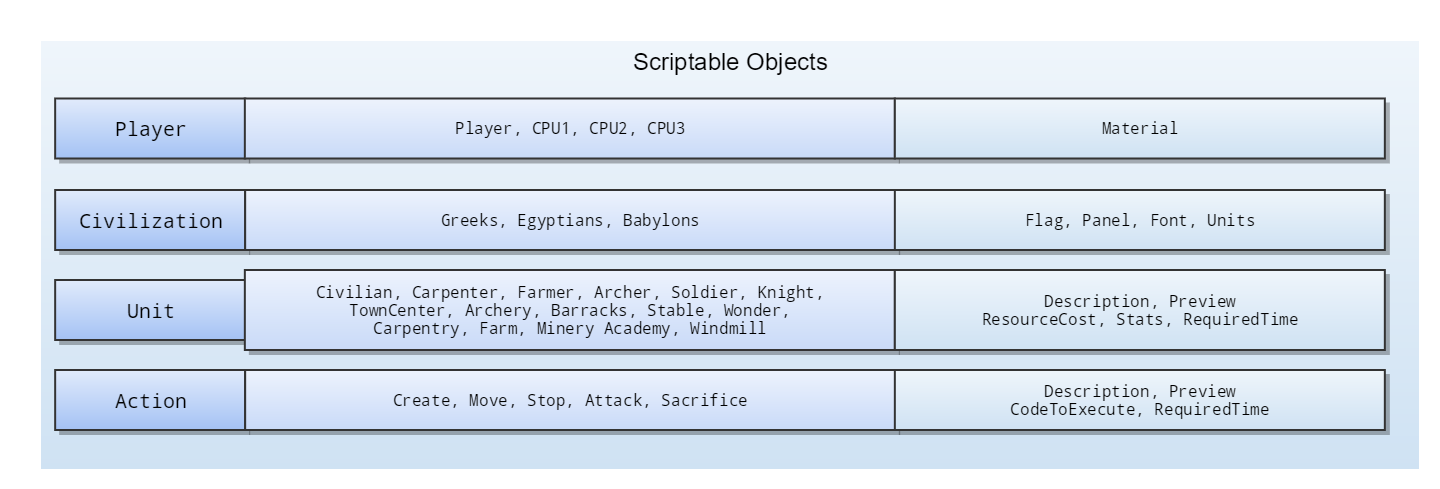 Scriptable Objects
Player
Player, CPU1, CPU2, CPU3
Material
Civilization
Greeks, Egyptians, Babylons
Flag, Panel, Font, Units
Unit
Civilian, Carpenter, Farmer, Archer, Soldier, Knight,
TownCenter, Archery, Barracks, Stable, Wonder,
Carpentry, Farm, Minery Academy, Windmill
Description, Preview
ResourceCost, Stats, RequiredTime
Action
Create, Move, Stop, Attack, Sacrifice
Description, Preview
CodeToExecute, RequiredTime